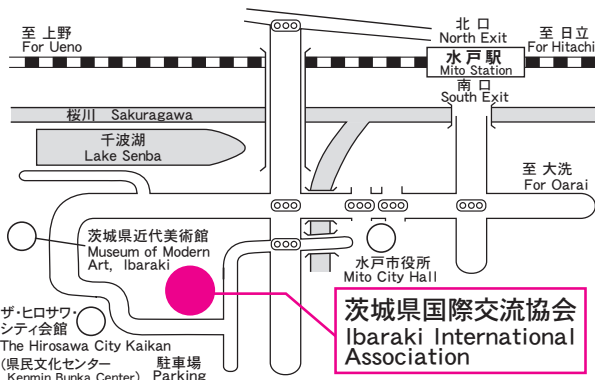 至 上野
For Ueno
北 口
North Exit
水戸駅
Mito Station
至 日立
For Hitachi
南 口
South Exit
桜川 Sakuragawa
千波湖
Lake Senba
至 大洗
For Oarai
茨城県近代美術館
Museum of Modern
Art, Ibaraki
水戸市役所
Mito City Hall
ザ・ヒロサワ・
シティ会館
The Hirosawa City Kaikan
(県民文化センター
Kenmin Bunka Center)
駐車場
Parking
茨城県国際交流協会
Ibaraki International
Association